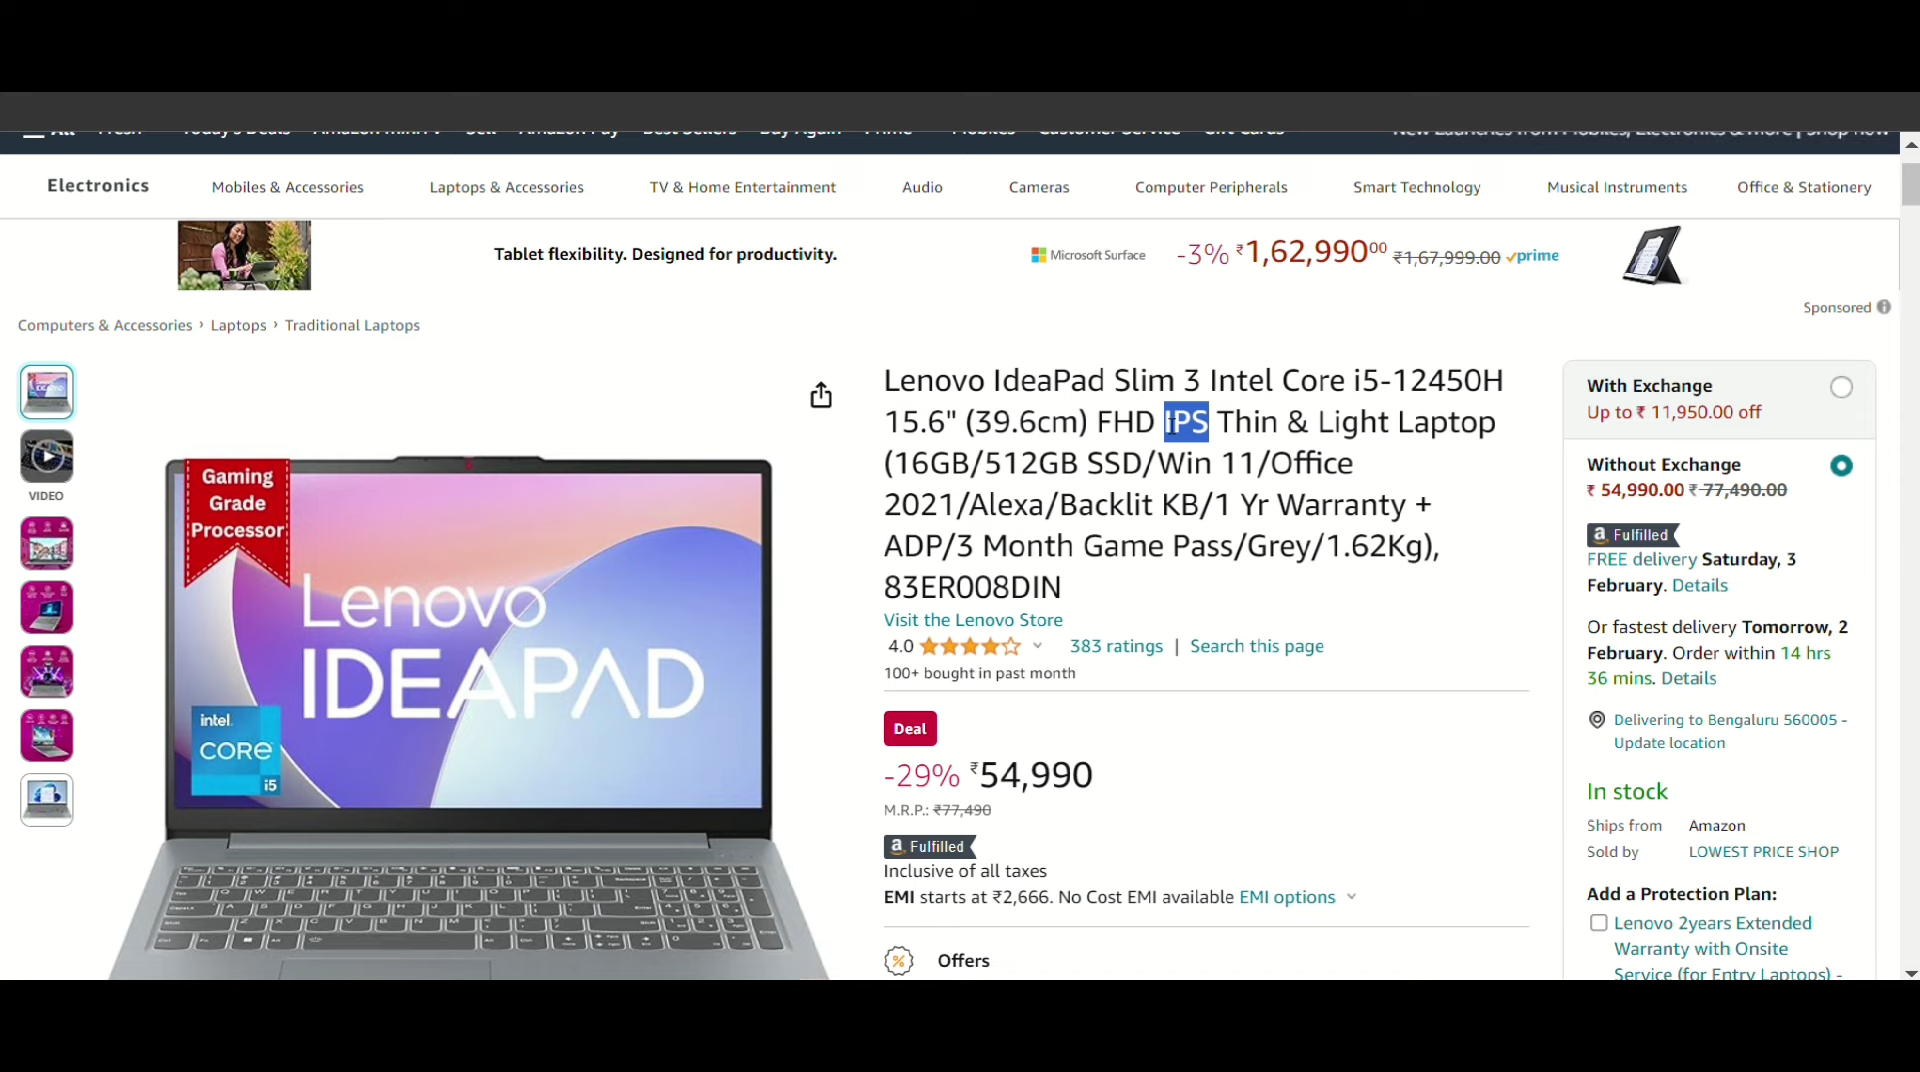 Electronics
Mobiles & Accessories
Laptops & Accessories
TV & Home Entertainment
Audio
Cameras
Computer Peripherals
Smart Technology
Musical Instruments
Office & Stationery
Tablet flexibility. Designed for productivity.
Microsoft Surface
-3% ₹1,62,990⁰⁰ ₹1,67,999.00 prime
Sponsored
Computers & Accessories › Laptops › Traditional Laptops
VIDEO
Gaming
Grade
Processor
Lenovo
IDEAPAD
intel.
CORE
i5
Lenovo IdeaPad Slim 3 Intel Core i5-12450H
15.6" (39.6cm) FHD IPS Thin & Light Laptop
(16GB/512GB SSD/Win 11/Office
2021/Alexa/Backlit KB/1 Yr Warranty +
ADP/3 Month Game Pass/Grey/1.62Kg),
83ER008DIN
Visit the Lenovo Store
4.0 383 ratings | Search this page
100+ bought in past month
Deal
-29% ₹54,990
M.R.P.: ₹77,490
a Fulfilled
Inclusive of all taxes
EMI starts at ₹2,666. No Cost EMI available EMI options
% Offers
With Exchange
Up to ₹ 11,950.00 off
Without Exchange
₹ 54,990.00 ₹ 77,490.00
a Fulfilled
FREE delivery Saturday, 3
February. Details
Or fastest delivery Tomorrow, 2
February. Order within 14 hrs
36 mins. Details
Delivering to Bengaluru 560005 -
Update location
In stock
Ships from Amazon
Sold by LOWEST PRICE SHOP
Add a Protection Plan:
Lenovo 2years Extended
Warranty with Onsite
Service (for Entry Laptops) -